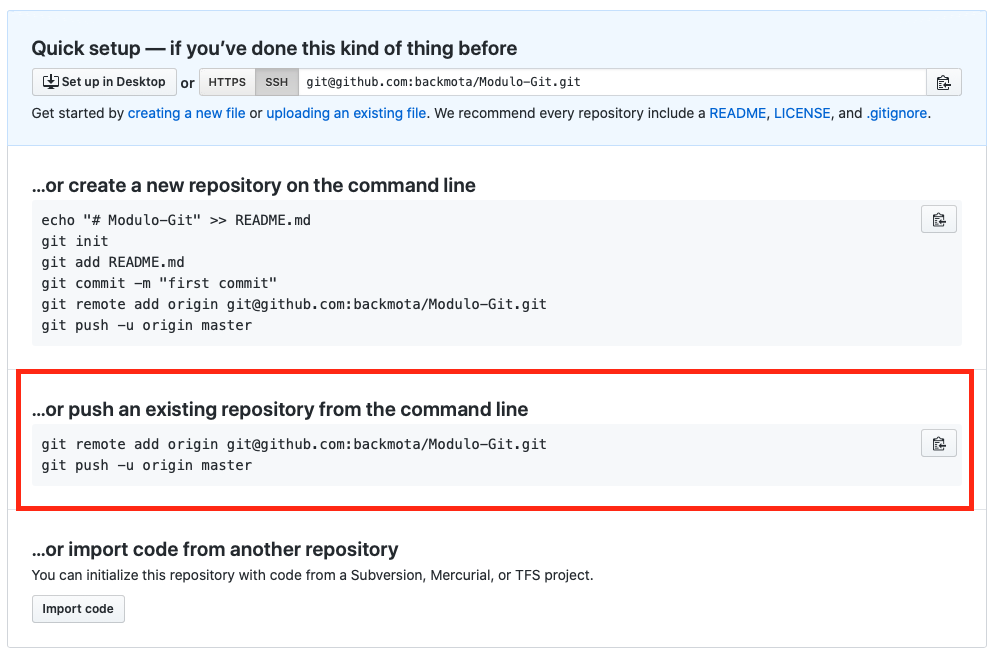 Quick setup — if you’ve done this kind of thing before
Set up in Desktop or HTTPS SSH git@github.com:backmota/Modulo-Git.git
Get started by creating a new file or uploading an existing file. We recommend every repository include a README, LICENSE, and .gitignore.
…or create a new repository on the command line
echo "# Modulo-Git" >> README.md
git init
git add README.md
git commit -m "first commit"
git remote add origin git@github.com:backmota/Modulo-Git.git
git push -u origin master
…or push an existing repository from the command line
git remote add origin git@github.com:backmota/Modulo-Git.git
git push -u origin master
…or import code from another repository
You can initialize this repository with code from a Subversion, Mercurial, or TFS project.
Import code